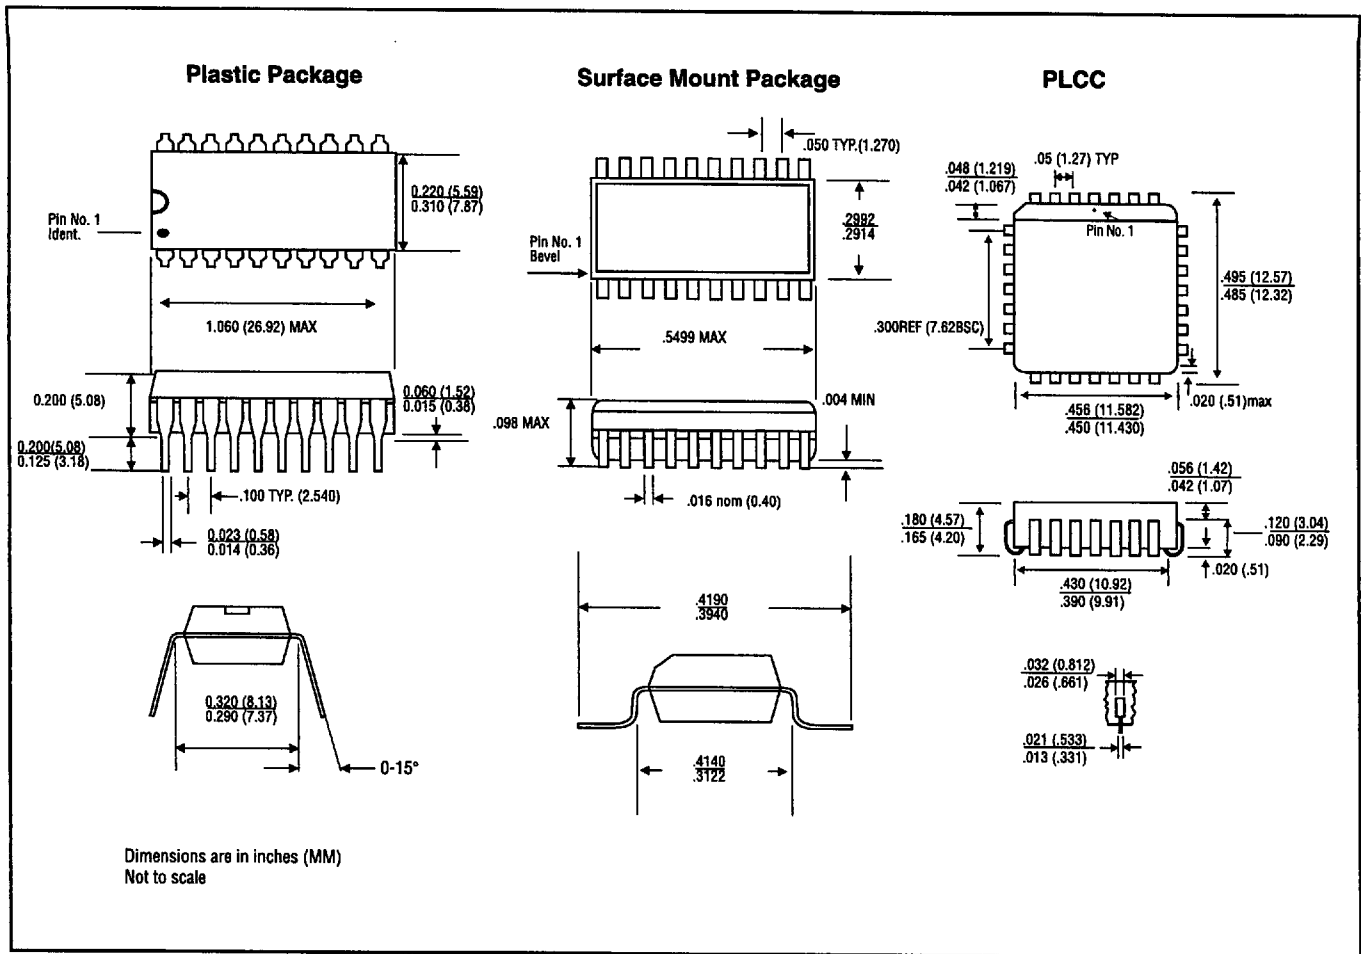 Plastic Package
Pin No. 1
Ident.
0.220 (5.59)
0.310 (7.87)
1.060 (26.92) MAX
0.200 (5.08)
0.060 (1.52)
0.015 (0.38)
0.200(5.08)
0.125 (3.18)
.100 TYP. (2.540)
0.023 (0.58)
0.014 (0.36)
0.320 (8.13)
0.290 (7.37)
0-15°
Dimensions are in inches (MM)
Not to scale
Surface Mount Package
.050 TYP.(1.270)
Pin No. 1
Bevel
.2992
.2914
.5499 MAX
.098 MAX
.004 MIN
.016 nom (0.40)
.4190
.3940
.4140
.3122
PLCC
.048 (1.219)
.042 (1.067)
.05 (1.27) TYP
Pin No. 1
.495 (12.57)
.485 (12.32)
.300REF (7.62BSC)
.020 (.51)max
.456 (11.582)
.450 (11.430)
.056 (1.42)
.042 (1.07)
.180 (4.57)
.165 (4.20)
.120 (3.04)
.090 (2.29)
.020 (.51)
.430 (10.92)
.390 (9.91)
.032 (0.812)
.026 (.661)
.021 (.533)
.013 (.331)